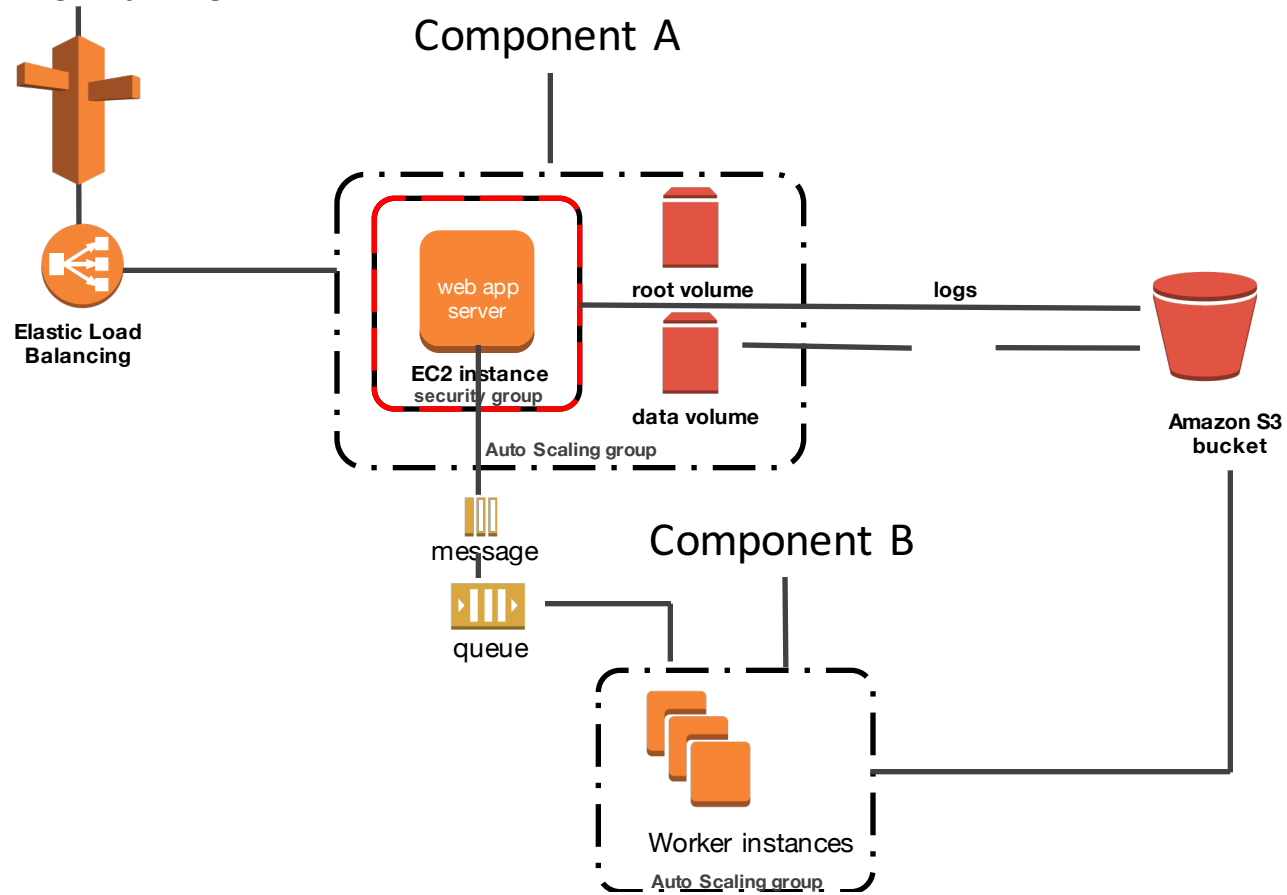 Component A
web app
server
EC2 instance
security group
root volume
data volume
logs
Auto Scaling group
Elastic Load
Balancing
Amazon S3
bucket
message
queue
Component B
Worker instances
Auto Scaling group